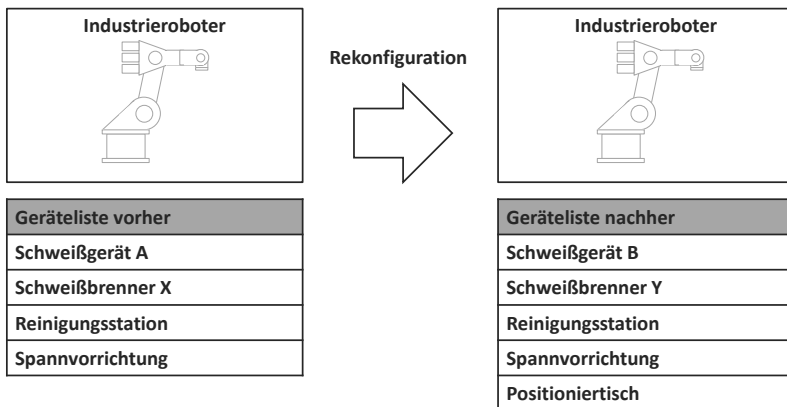 Industrieroboter
Rekonfiguration
Industrieroboter
Geräteliste vorher
Schweißgerät A
Schweißbrenner X
Reinigungsstation
Spannvorrichtung
Geräteliste nachher
Schweißgerät B
Schweißbrenner Y
Reinigungsstation
Spannvorrichtung
Positioniertisch